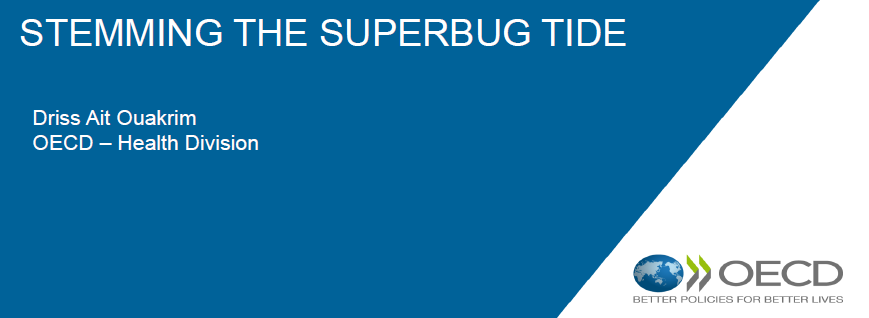 STEMMING THE SUPERBUG TIDE
Driss Ait Ouakrim
OECD – Health Division
OECD
BETTER POLICIES FOR BETTER LIVES